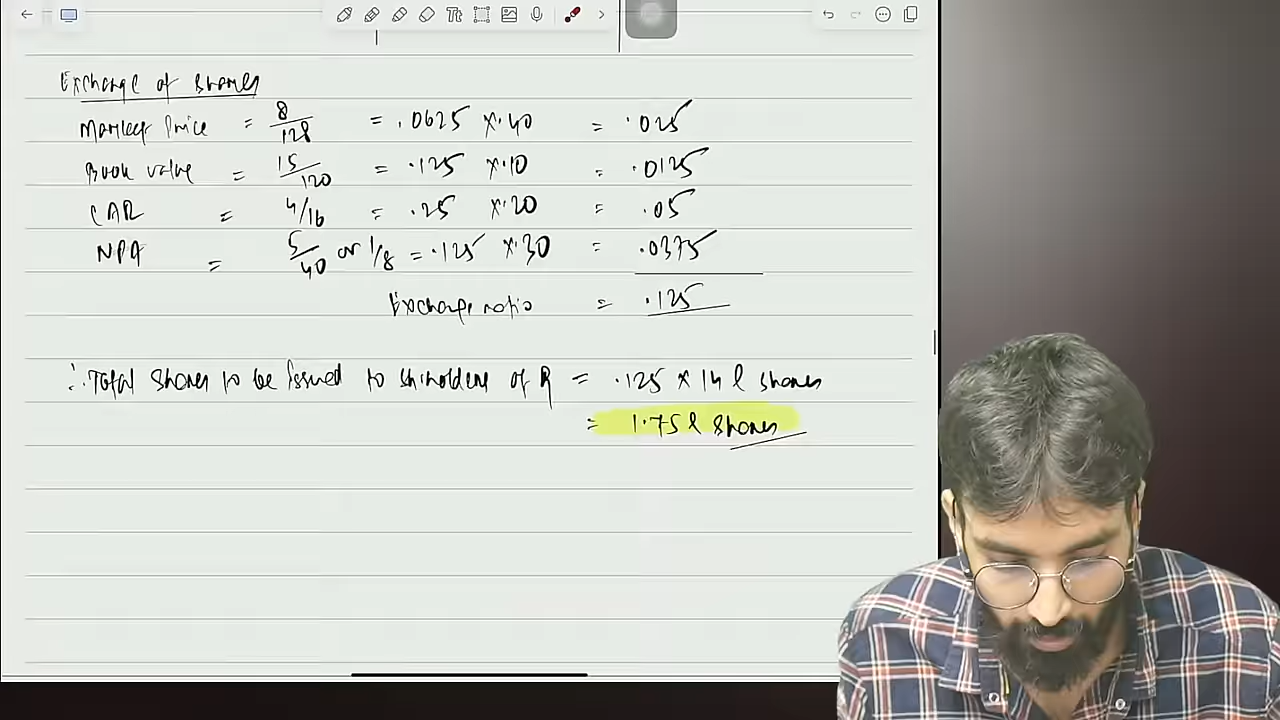 Exchange of shares
Market Price = 8/128 = .0625 x .40 = .025
Book value = 15/120 = .125 x .10 = .0125
CAR = 4/16 = .25 x .20 = .05
NPA = 5/40 or 1/8 = .125 x .30 = .0375
Exchange ratio = .125
∴ Total shares to be issued to shholders of R = .125 x 14 l shares
= 1.75 l shares